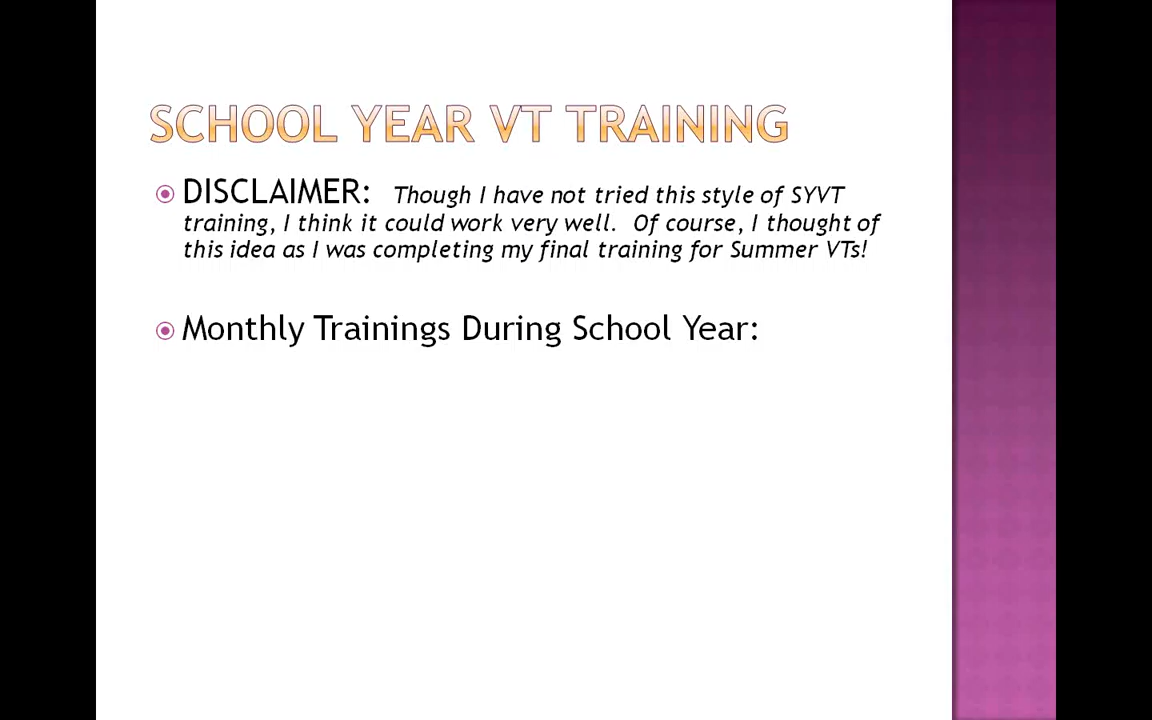 SCHOOL YEAR VT TRAINING
DISCLAIMER: Though I have not tried this style of SYVT
training, I think it could work very well. Of course, I thought of
this idea as I was completing my final training for Summer VTs!
Monthly Trainings During School Year: